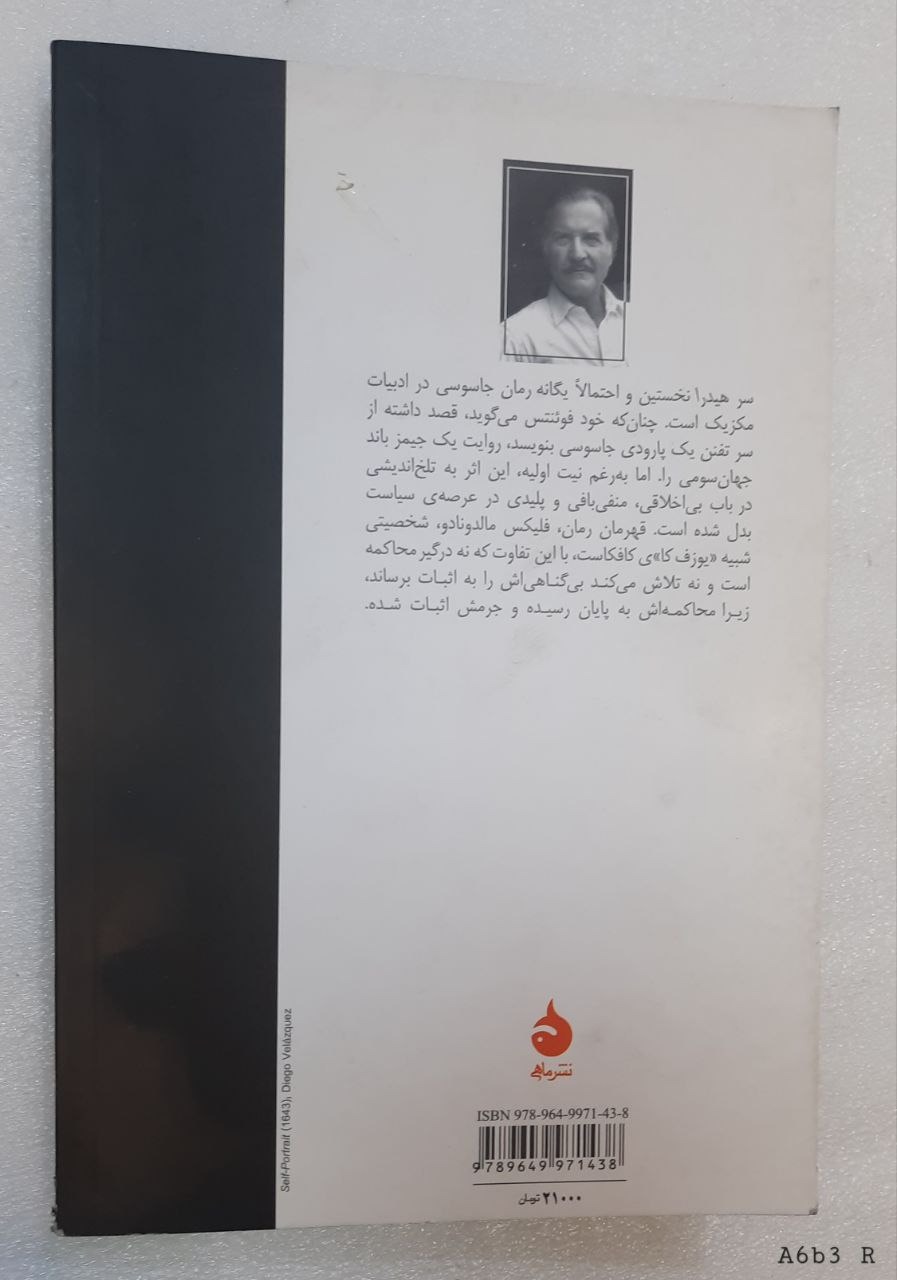 سر هیدرا نخستین و احتمالاً یگانه رمان جاسوسی در ادبیات
مکزیک است. چنان‌که خود فوئنتس می‌گوید، قصد داشته از
سر تفنن یک پارودی جاسوسی بنویسد، روایت یک جیمز باند
جهان‌سومی را. اما به‌رغم نیت اولیه، این اثر به تلخ‌اندیشی
در باب بی‌اخلاقی، منفی‌بافی و پلیدی در عرصه‌ی سیاست
بدل شده است. قهرمان رمان، فلیکس مالدونادو، شخصیتی
شبیه «یوزف کا»ی کافکاست، با این تفاوت که نه درگیر محاکمه
است و نه تلاش می‌کند بی‌گناهی‌اش را به اثبات برساند،
زیرا محاکمه‌اش به پایان رسیده و جرمش اثبات شده.
Self-Portrait (1643), Diego Velázquez
نشرماهی
ISBN 978-964-9971-43-8
9789649971438
۲۱۰۰۰ تومان
A6b3 R